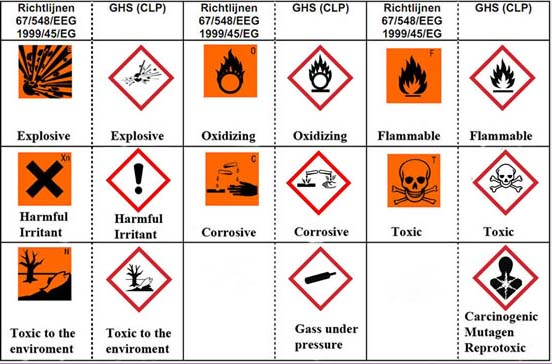 Richtlijnen
67/548/EEG
1999/45/EG
GHS (CLP)
Richtlijnen
67/548/EEG
1999/45/EG
GHS (CLP)
Richtlijnen
67/548/EEG
1999/45/EG
GHS (CLP)
O
F
Explosive
Explosive
Oxidizing
Oxidizing
Flammable
Flammable
Xn
C
T
Harmful
Irritant
Harmful
Irritant
Corrosive
Corrosive
Toxic
Toxic
N
Toxic to the
enviroment
Toxic to the
enviroment
Gass under
pressure
Carcinogenic
Mutagen
Reprotoxic